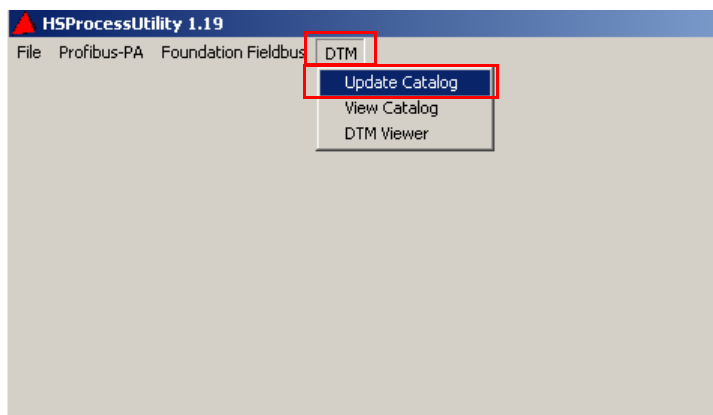 HSProcessUtility 1.19
File Profibus-PA Foundation Fieldbus DTM
Update Catalog
View Catalog
DTM Viewer